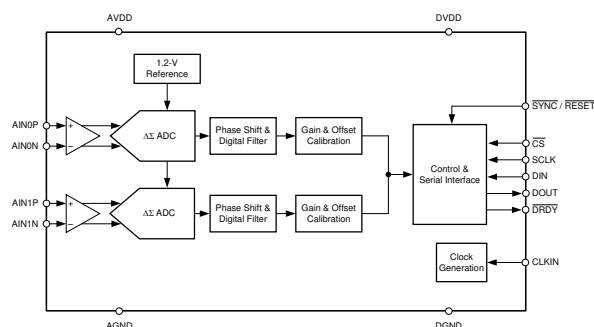 AVDD
DVDD
1.2-V
Reference
SYNC / RESET
AIN0P
+
ΔΣ ADC
Phase Shift &
Digital Filter
Gain & Offset
Calibration
AIN0N
−
CS
SCLK
Control &
Serial Interface
DIN
DOUT
DRDY
AIN1P
+
ΔΣ ADC
Phase Shift &
Digital Filter
Gain & Offset
Calibration
AIN1N
−
Clock
Generation
CLKIN
AGND
DGND